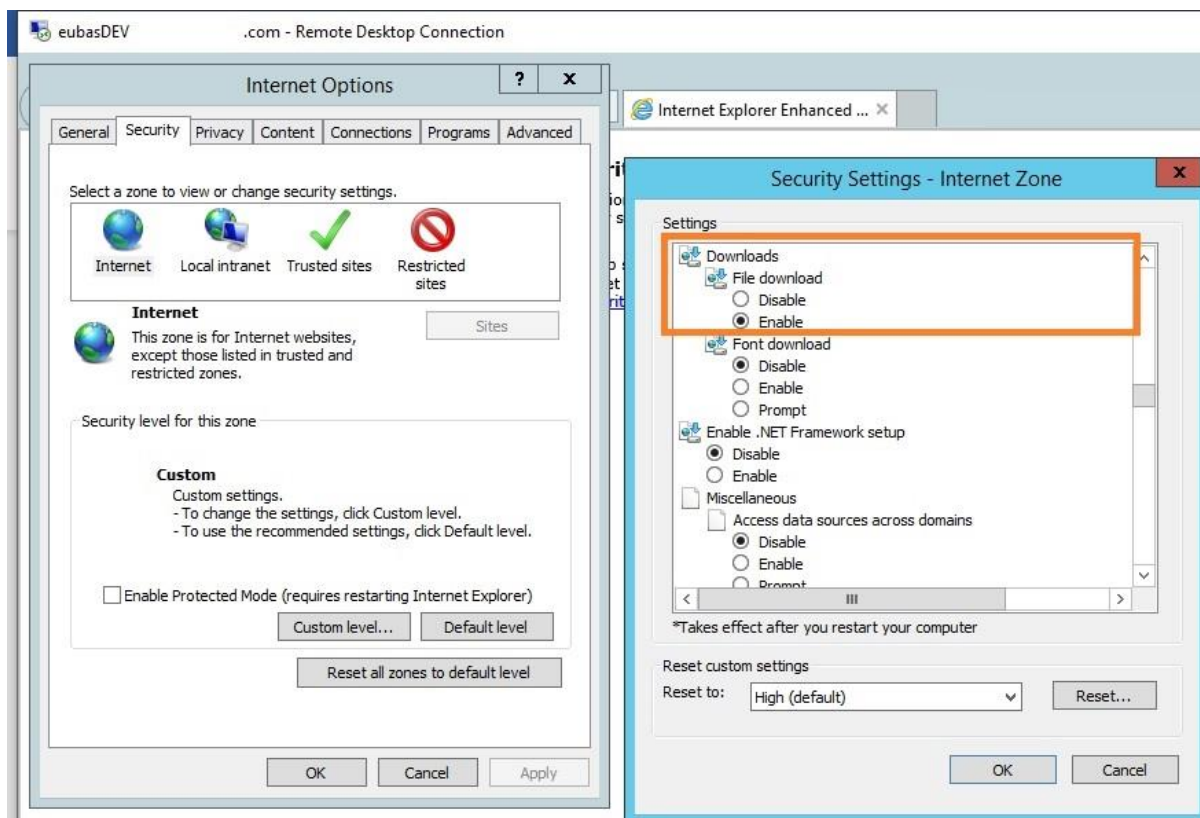 eubasDEV .com - Remote Desktop Connection
Internet Options
? x
General Security Privacy Content Connections Programs Advanced
Select a zone to view or change security settings.
Internet Local intranet Trusted sites Restricted sites
Internet
This zone is for Internet websites,
except those listed in trusted and
restricted zones.
Sites
Security level for this zone
Custom
Custom settings.
- To change the settings, click Custom level.
- To use the recommended settings, click Default level.
Enable Protected Mode (requires restarting Internet Explorer)
Custom level... Default level
Reset all zones to default level
OK Cancel Apply
Internet Explorer Enhanced ... ×
Security Settings - Internet Zone
x
Settings
Downloads
File download
Disable
Enable
Font download
Disable
Enable
Prompt
Enable .NET Framework setup
Disable
Enable
Miscellaneous
Access data sources across domains
Disable
Enable
Prompt
*Takes effect after you restart your computer
Reset custom settings
Reset to: High (default) Reset...
OK Cancel